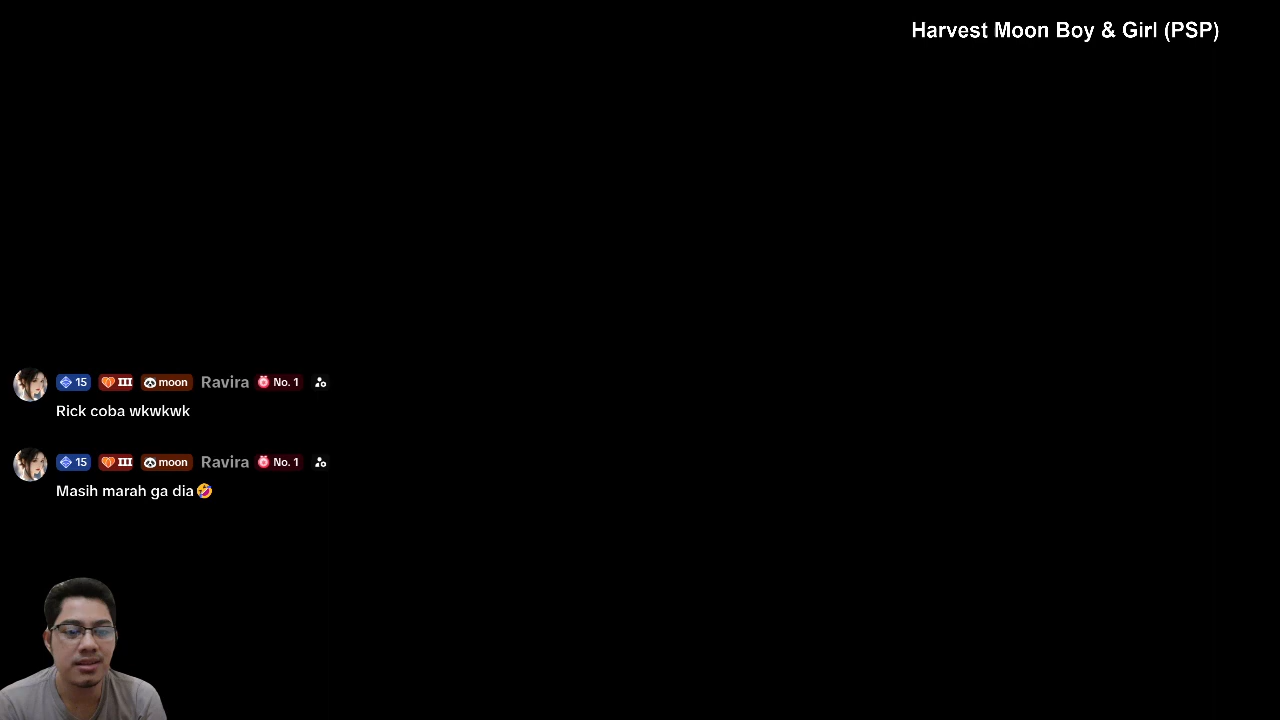 Harvest Moon Boy & Girl (PSP)
15 III moon Ravira No. 1
Rick coba wkwkwk
15 III moon Ravira No. 1
Masih marah ga dia🤣